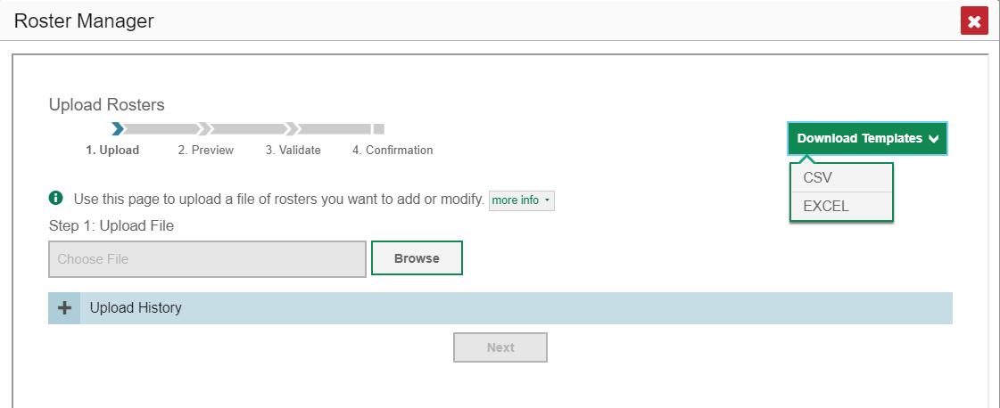 Roster Manager
Upload Rosters
1. Upload 2. Preview 3. Validate 4. Confirmation
Download Templates
CSV
EXCEL
Use this page to upload a file of rosters you want to add or modify. more info
Step 1: Upload File
Choose File Browse
Upload History
Next